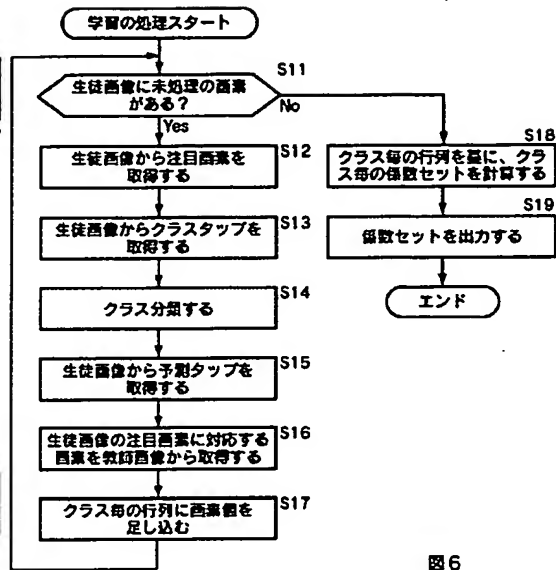 学習の処理スタート
S11
生徒画像に未処理の画素
がある?
No
Yes
S12
生徒画像から注目画素を
取得する
S13
生徒画像からクラスタップを
取得する
S14
クラス分類する
S15
生徒画像から予測タップを
取得する
S16
生徒画像の注目画素に対応する
画素を教師画像から取得する
S17
クラス毎の行列に画素値を
足し込む
S18
クラス毎の行列を基に、クラ
ス毎の係数セットを計算する
S19
係数セットを出力する
エンド
図6